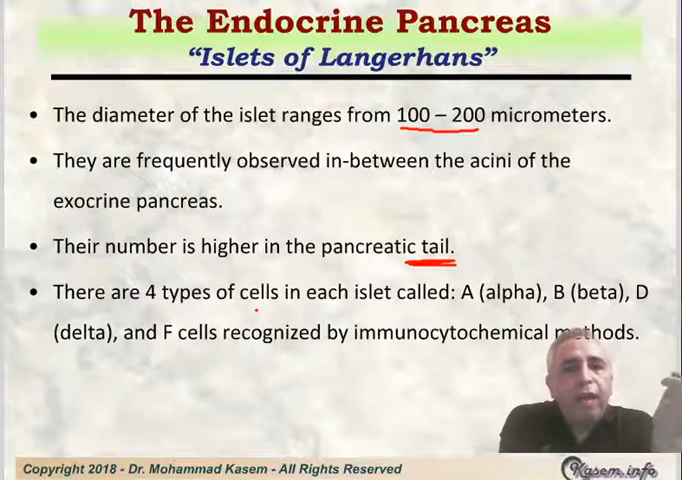 The Endocrine Pancreas
“Islets of Langerhans”
• The diameter of the islet ranges from 100 – 200 micrometers.
• They are frequently observed in-between the acini of the
exocrine pancreas.
• Their number is higher in the pancreatic tail.
• There are 4 types of cells in each islet called: A (alpha), B (beta), D
(delta), and F cells recognized by immunocytochemical methods.
Copyright 2018 - Dr. Mohammad Kasem - All Rights Reserved
Kasem.info